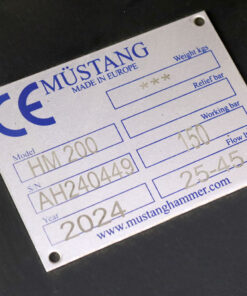 CE MÜSTANG
MADE IN EUROPE
Weight kgs
***
Relief bar
Model
HM 200
Working bar
S.N
AH240449
150
Flow
Year
2024
25-45
www.mustanghammer.com